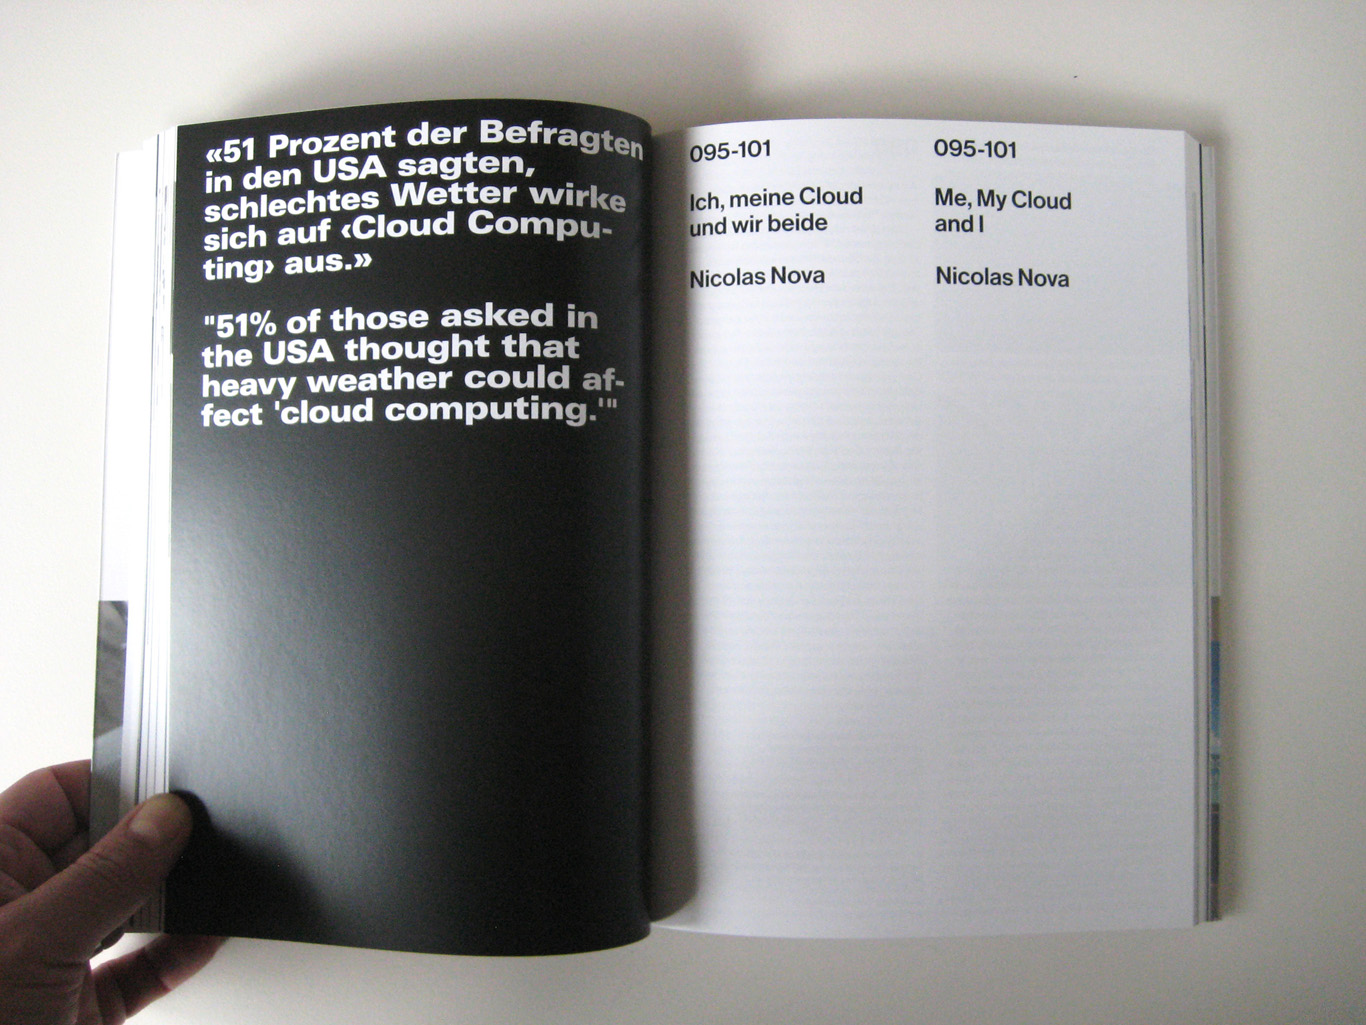 «51 Prozent der Befragten
in den USA sagten,
schlechtes Wetter wirke
sich auf ‹Cloud Compu-
ting› aus.»
"51% of those asked in
the USA thought that
heavy weather could af-
fect 'cloud computing.'"
095-101
Ich, meine Cloud
und wir beide
Nicolas Nova
095-101
Me, My Cloud
and I
Nicolas Nova